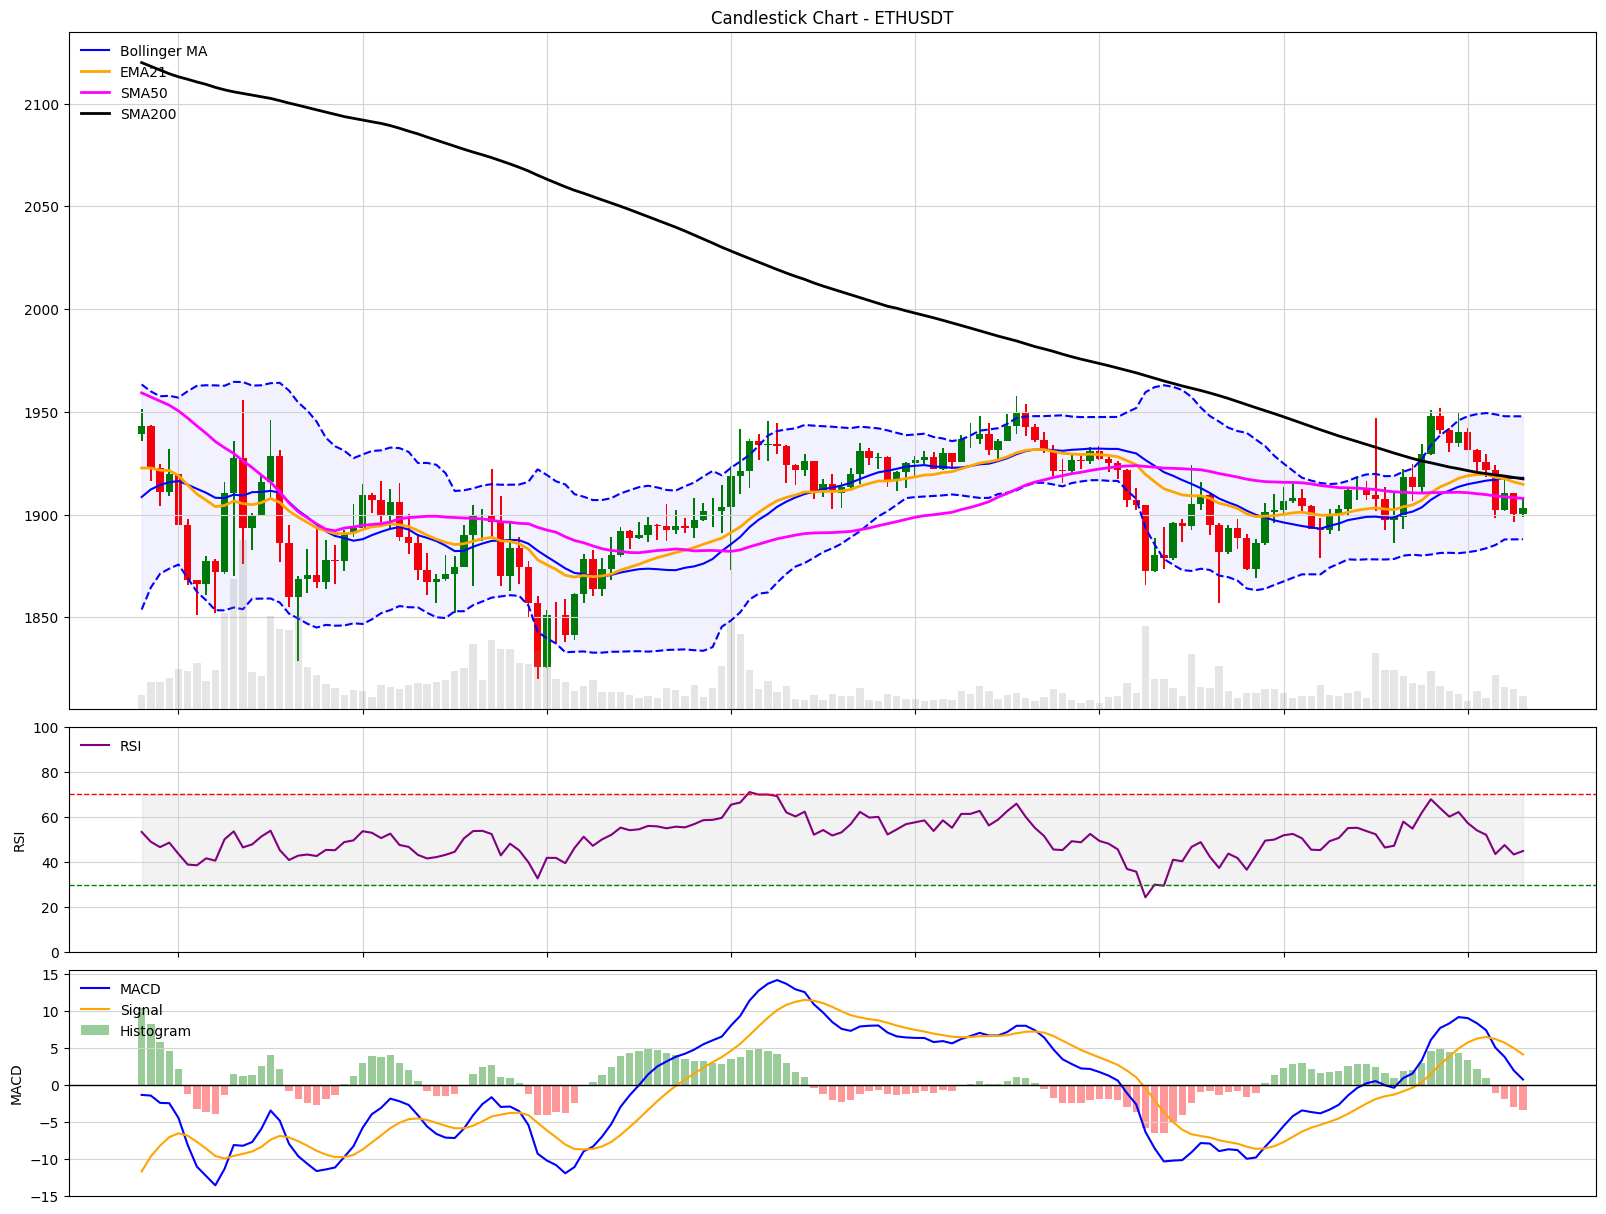 Candlestick Chart - ETHUSDT
Bollinger MA
EMA21
SMA50
SMA200
2100
2050
2000
1950
1900
1850
RSI
100
80
60
40
20
0
RSI
MACD
Signal
Histogram
15
10
5
0
−5
−10
−15
MACD